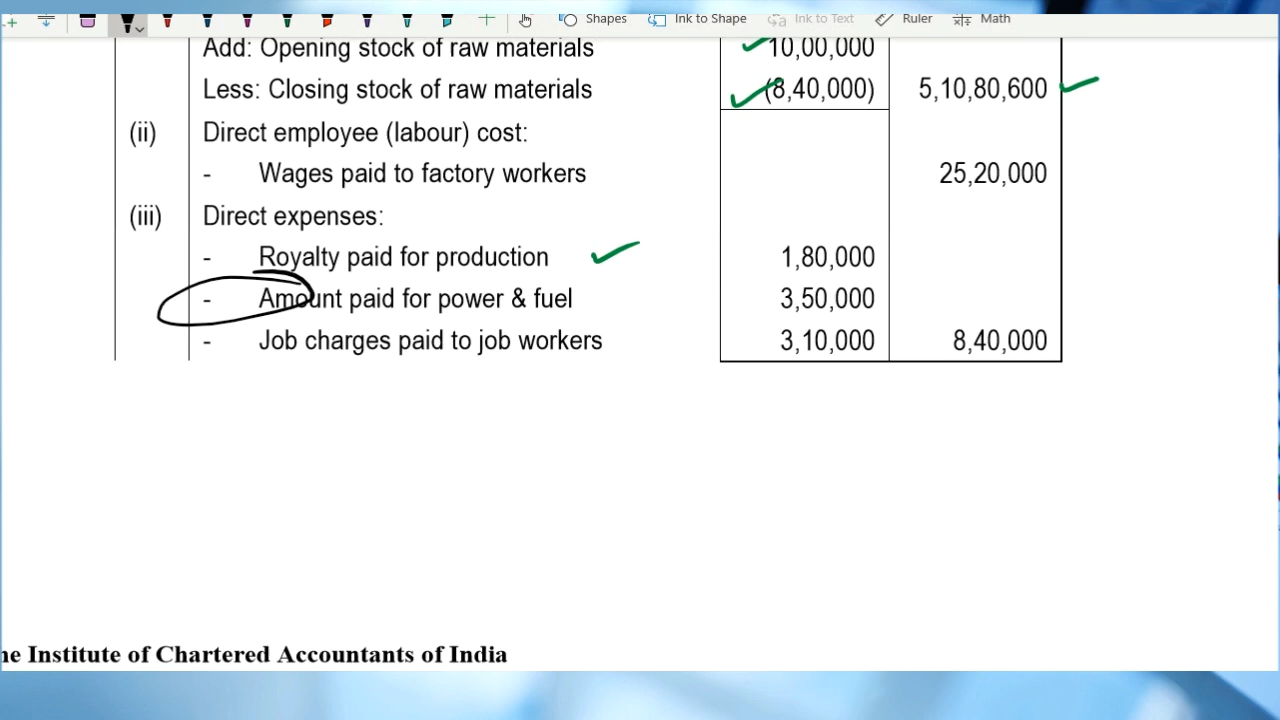 Shapes Ink to Shape Ink to Text Ruler Math
Add: Opening stock of raw materials 10,00,000
Less: Closing stock of raw materials (8,40,000) 5,10,80,600
(ii) Direct employee (labour) cost:
- Wages paid to factory workers 25,20,000
(iii) Direct expenses:
- Royalty paid for production 1,80,000
- Amount paid for power & fuel 3,50,000
- Job charges paid to job workers 3,10,000 8,40,000
Institute of Chartered Accountants of India